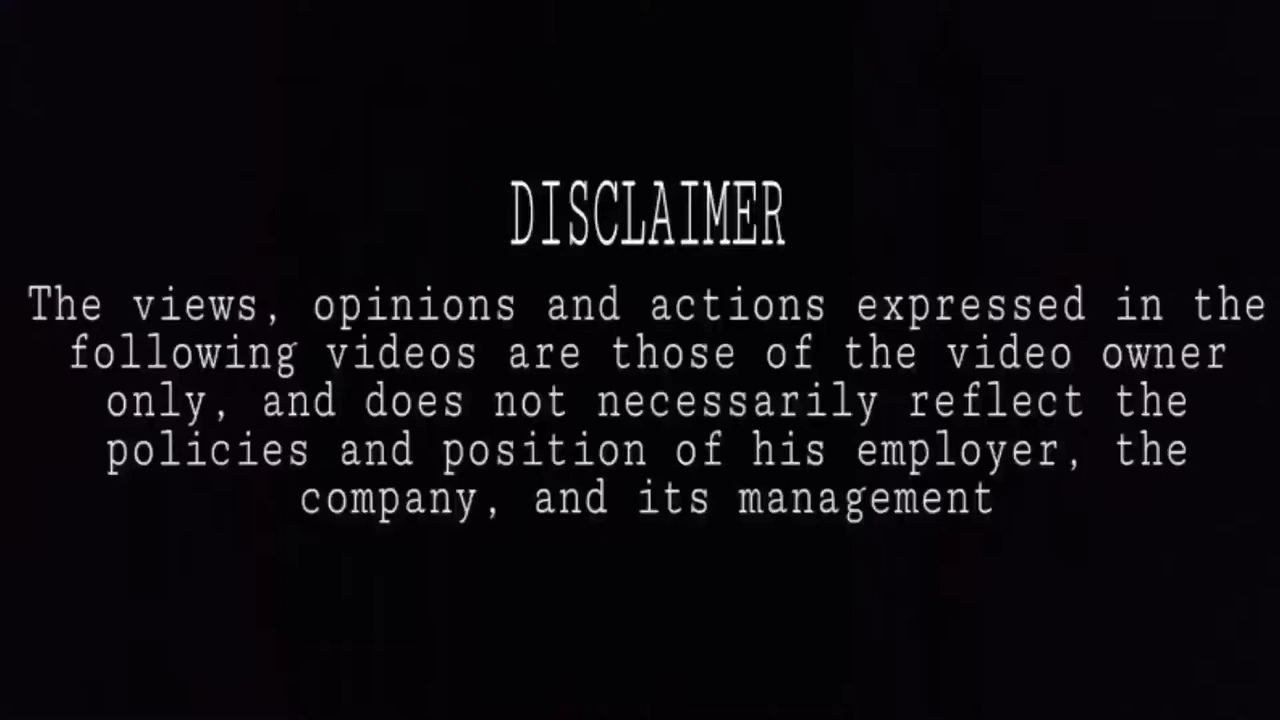 DISCLAIMER
The views, opinions and actions expressed in the
following videos are those of the video owner
only, and does not necessarily reflect the
policies and position of his employer, the
company, and its management